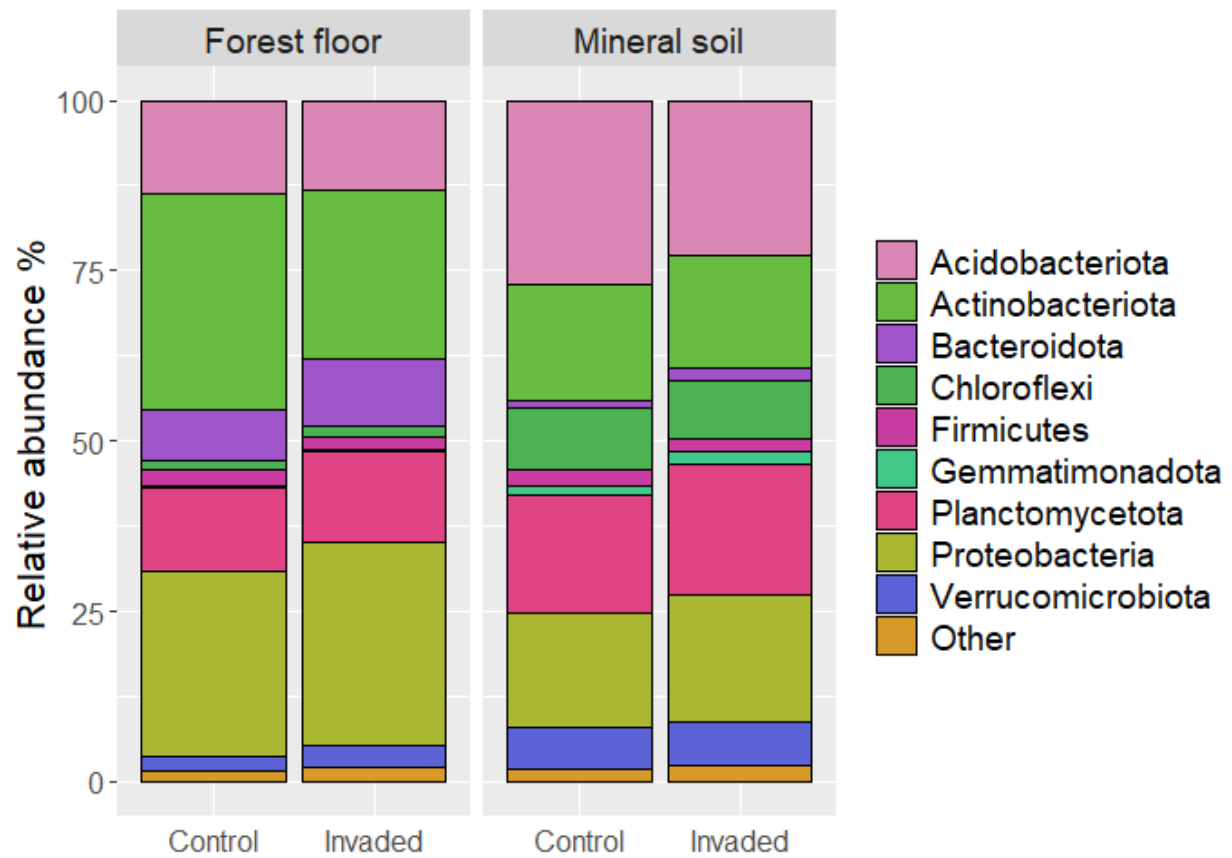 Forest floor
Mineral soil
Relative abundance %
100
75
50
25
0
Control
Invaded
Control
Invaded
Acidobacteriota
Actinobacteriota
Bacteroidota
Chloroflexi
Firmicutes
Gemmatimonadota
Planctomycetota
Proteobacteria
Verrucomicrobiota
Other